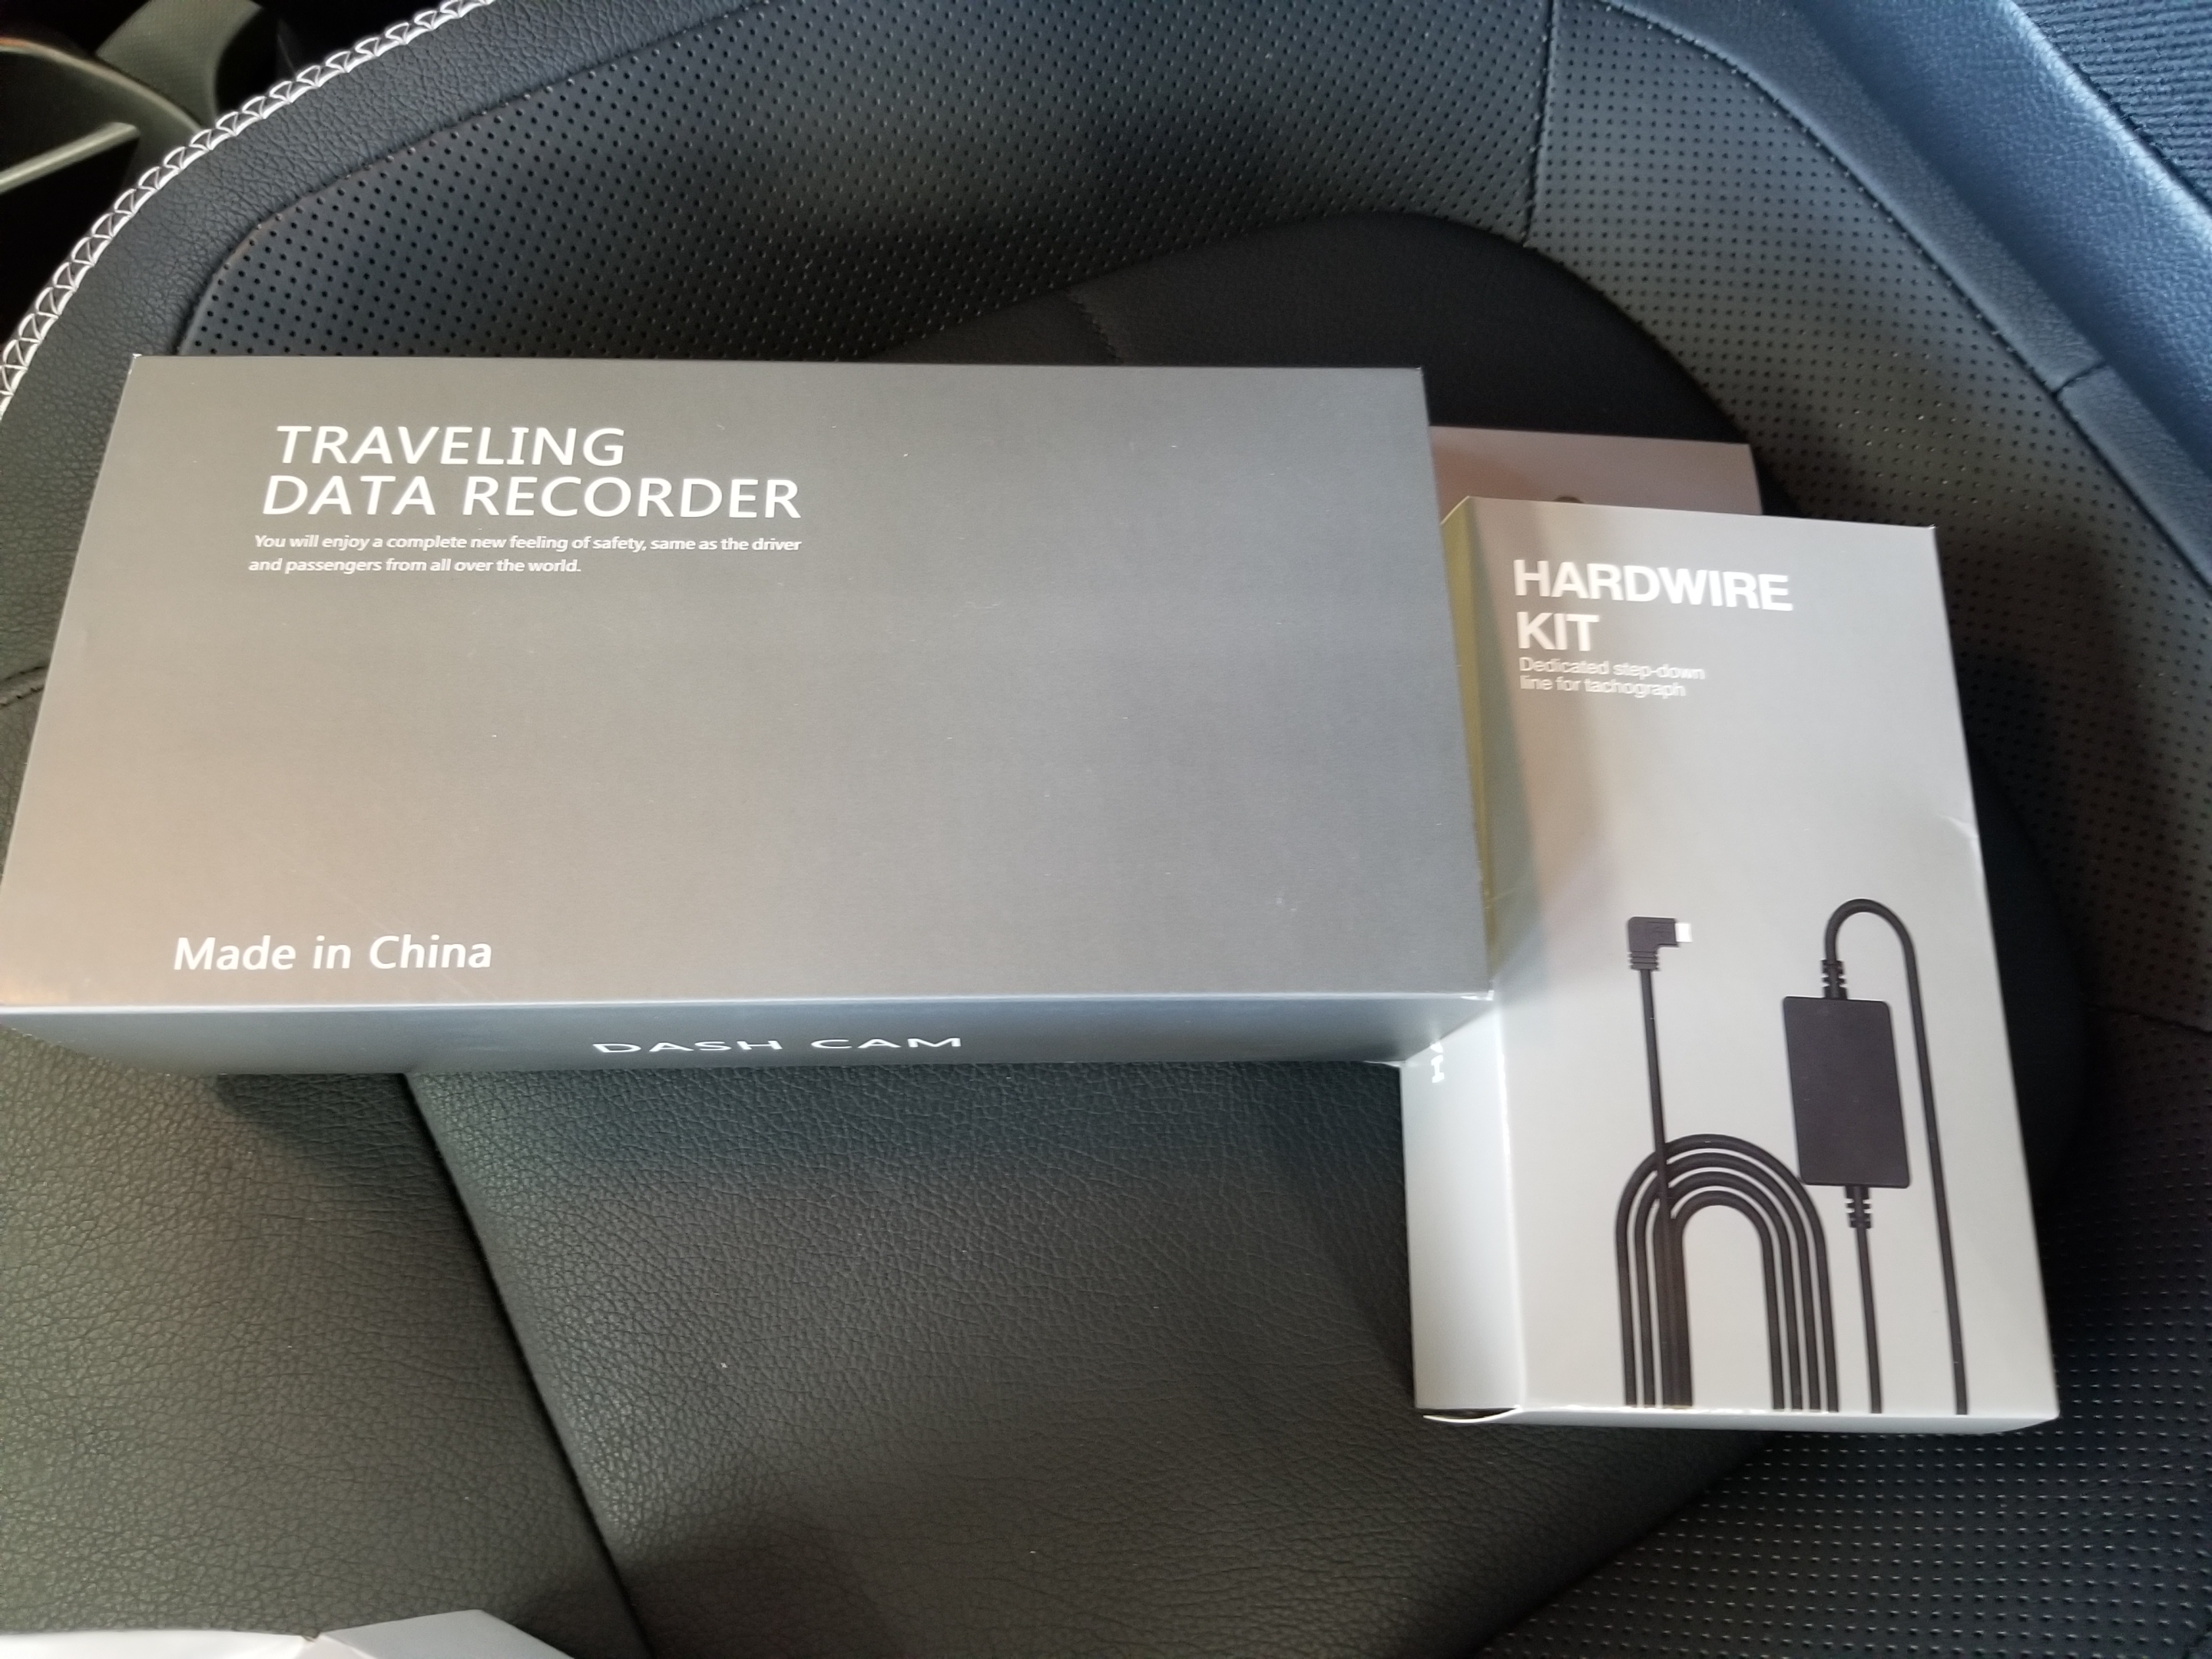 TRAVELING
DATA RECORDER
You will enjoy a complete new feeling of safety, same as the driver
and passengers from all over the world.
Made in China
DASH CAM
HARDWIRE
KIT
Dedicated step-down
line for tachograph